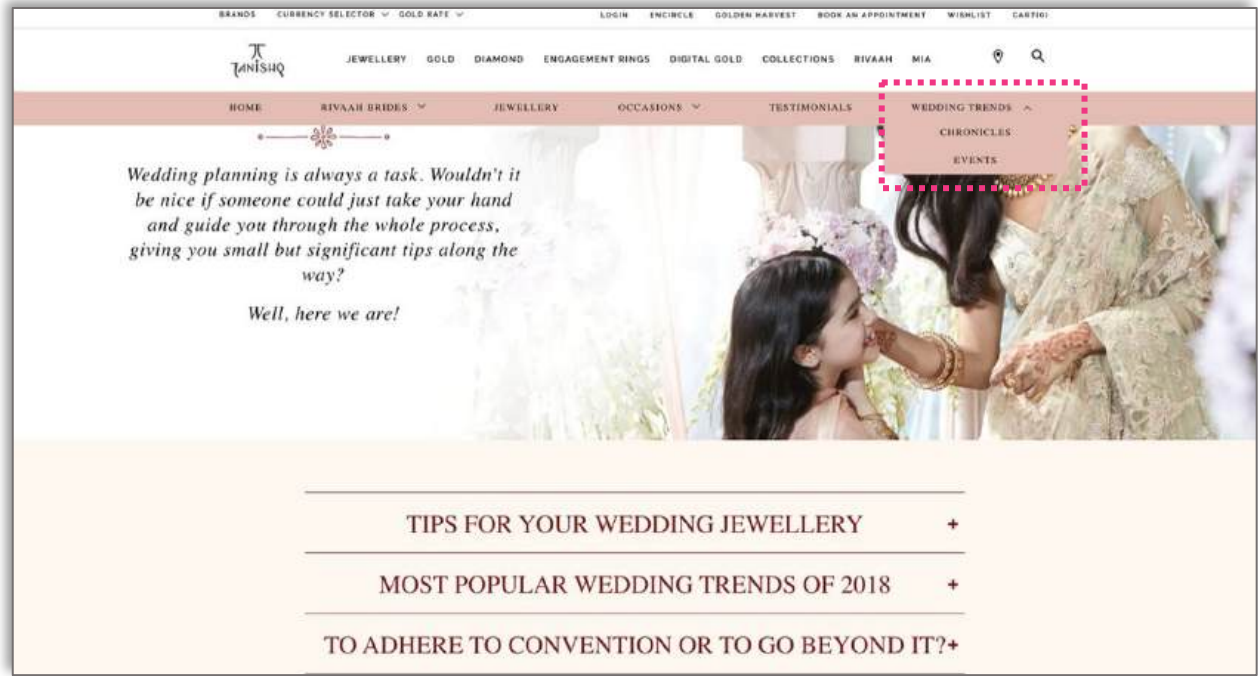 BRANDS CURRENCY SELECTOR GOLD RATE LOGIN ENCIRCLE GOLDEN HARVEST BOOK AN APPOINTMENT WISHLIST CART(0)
TANISHQ
JEWELLERY GOLD DIAMOND ENGAGEMENT RINGS DIGITAL GOLD COLLECTIONS RIVAAH MIA
HOME RIVAAH BRIDES JEWELLERY OCCASIONS TESTIMONIALS WEDDING TRENDS
CHRONICLES
EVENTS
Wedding planning is always a task. Wouldn't it
be nice if someone could just take your hand
and guide you through the whole process,
giving you small but significant tips along the
way?
Well, here we are!
TIPS FOR YOUR WEDDING JEWELLERY +
MOST POPULAR WEDDING TRENDS OF 2018 +
TO ADHERE TO CONVENTION OR TO GO BEYOND IT?+